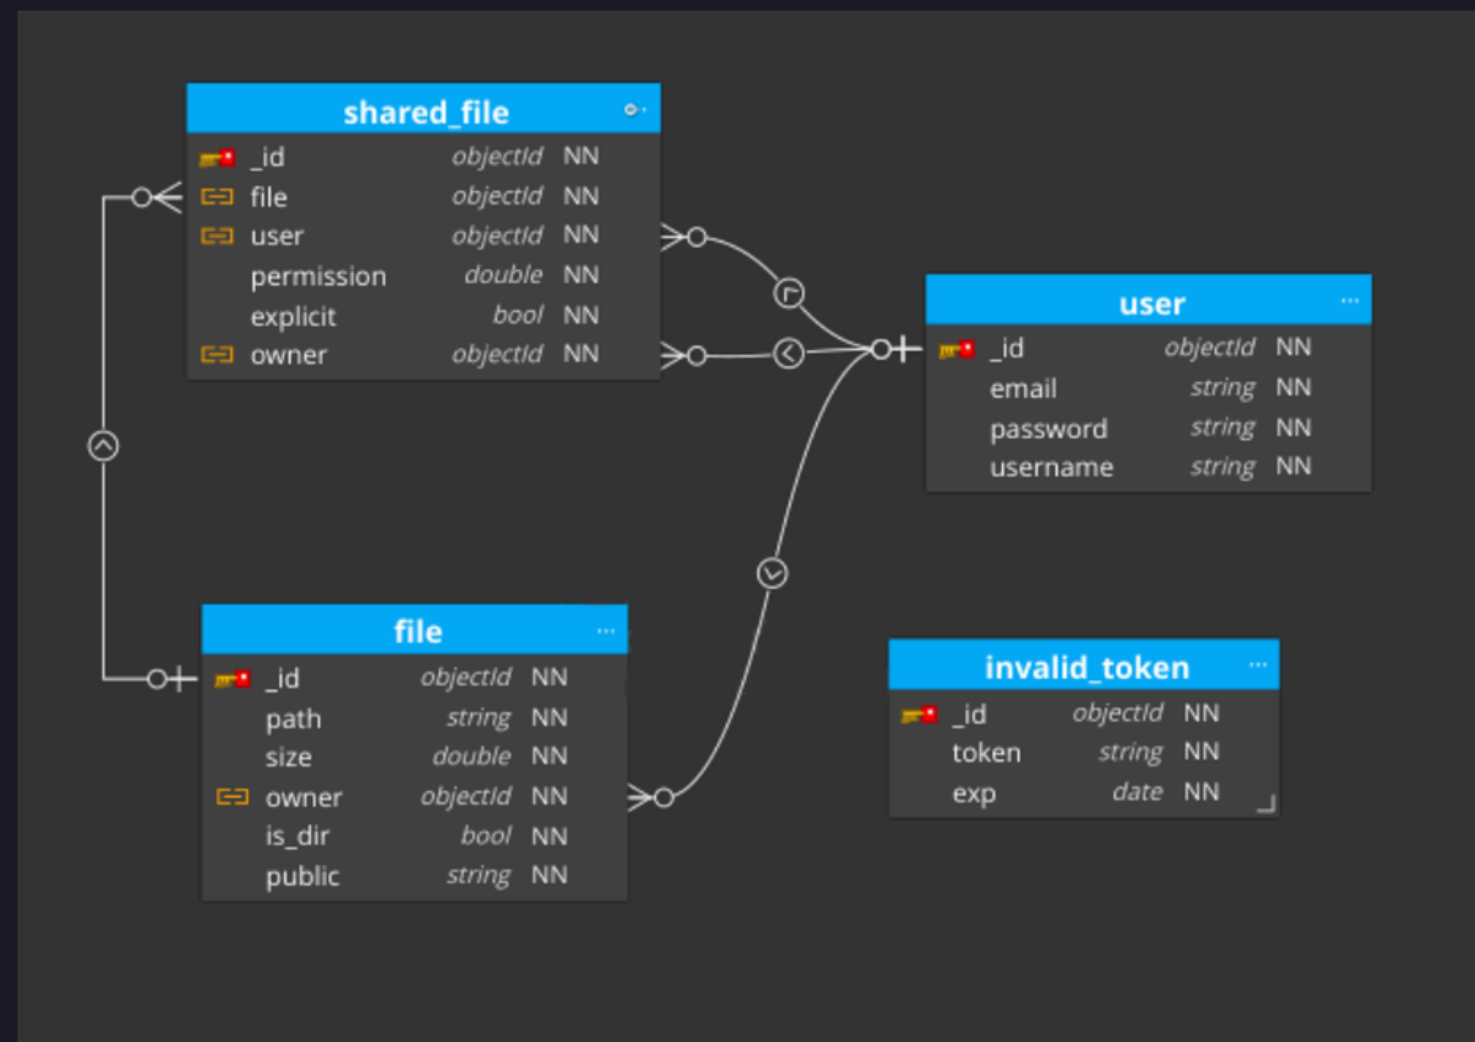 shared_file
_id objectId NN
file objectId NN
user objectId NN
permission double NN
explicit bool NN
owner objectId NN
user
_id objectId NN
email string NN
password string NN
username string NN
file
_id objectId NN
path string NN
size double NN
owner objectId NN
is_dir bool NN
public string NN
invalid_token
_id objectId NN
token string NN
exp date NN